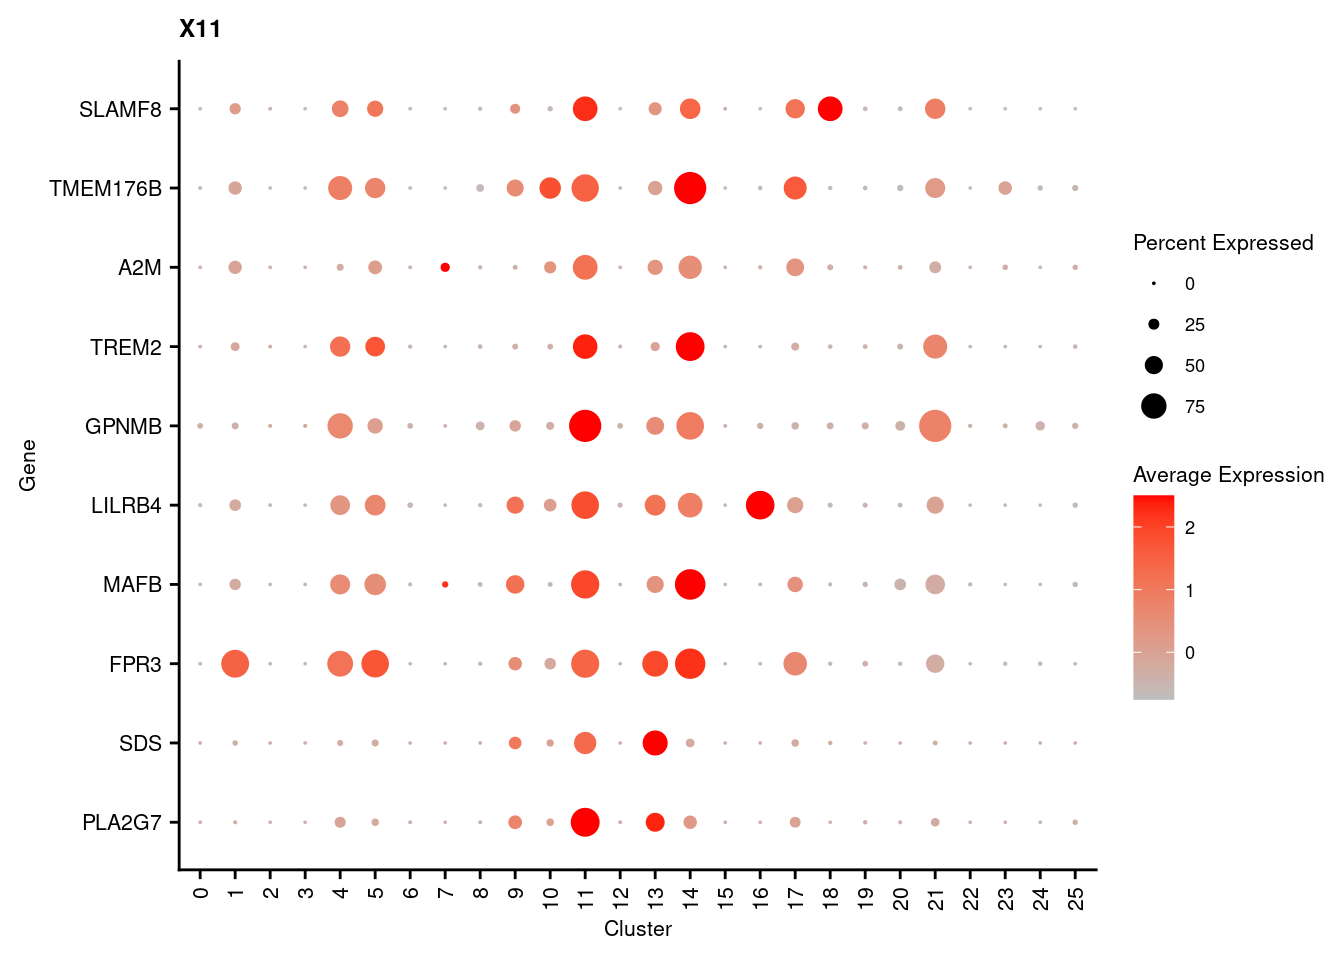 X11
SLAMF8
TMEM176B
A2M
TREM2
GPNMB
LILRB4
MAFB
FPR3
SDS
PLA2G7
Gene
0 1 2 3 4 5 6 7 8 9 10 11 12 13 14 15 16 17 18 19 20 21 22 23 24 25
Cluster
Percent Expressed
0
25
50
75
Average Expression
2
1
0